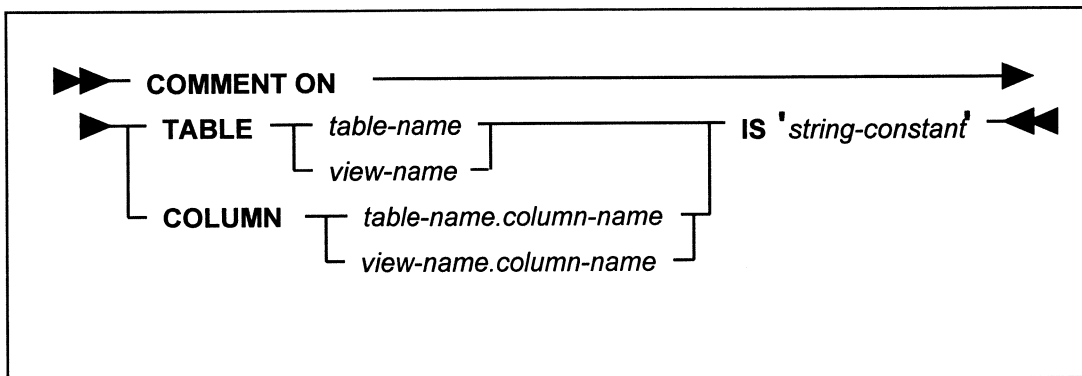 COMMENT ON
TABLE table-name IS 'string-constant'
view-name
COLUMN table-name.column-name
view-name.column-name